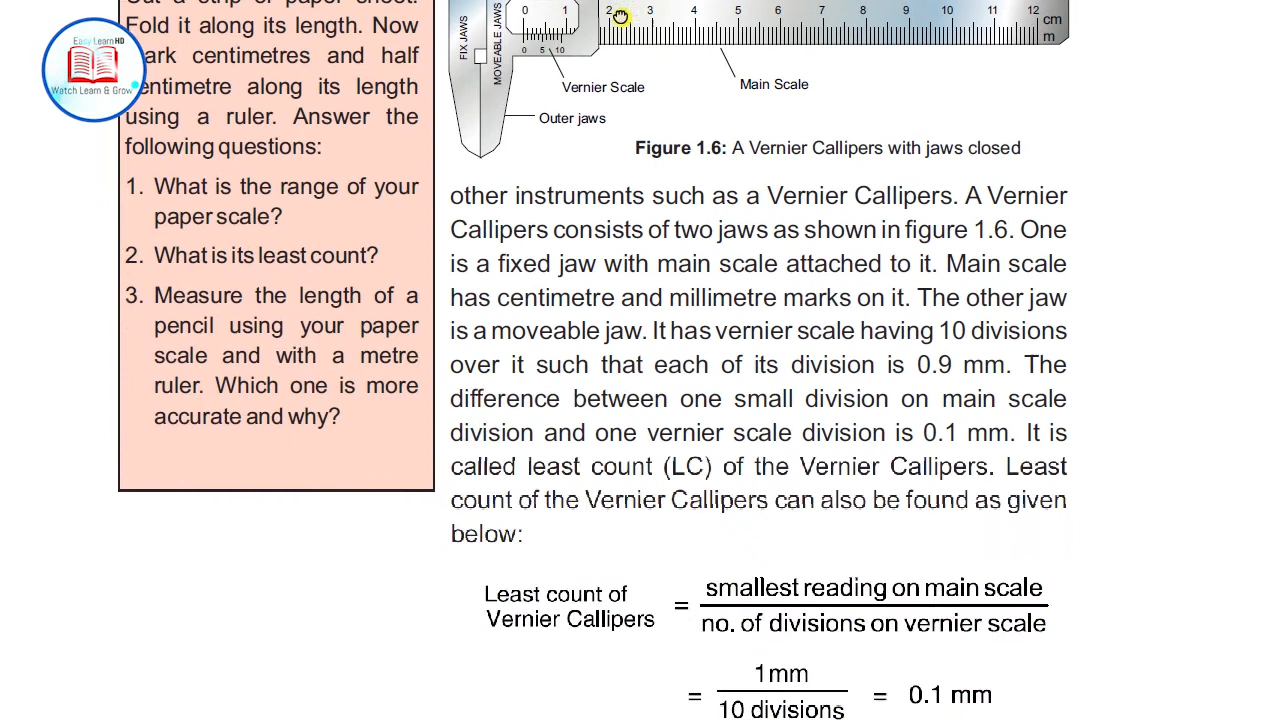 Cut a strip of paper sheet.
Fold it along its length. Now
mark centimetres and half
centimetre along its length
using a ruler. Answer the
following questions:
1. What is the range of your
paper scale?
2. What is its least count?
3. Measure the length of a
pencil using your paper
scale and with a metre
ruler. Which one is more
accurate and why?
Easy Learn HD
Watch Learn & Grow
FIX JAWS
MOVEABLE JAWS
0 1 2 3 4 5 6 7 8 9 10 11 12 cm
m
0 5 10
Vernier Scale
Main Scale
Outer jaws
Figure 1.6: A Vernier Callipers with jaws closed
other instruments such as a Vernier Callipers. A Vernier
Callipers consists of two jaws as shown in figure 1.6. One
is a fixed jaw with main scale attached to it. Main scale
has centimetre and millimetre marks on it. The other jaw
is a moveable jaw. It has vernier scale having 10 divisions
over it such that each of its division is 0.9 mm. The
difference between one small division on main scale
division and one vernier scale division is 0.1 mm. It is
called least count (LC) of the Vernier Callipers. Least
count of the Vernier Callipers can also be found as given
below:
Least count of
Vernier Callipers
= smallest reading on main scale
no. of divisions on vernier scale
= 1mm
10 divisions
= 0.1 mm